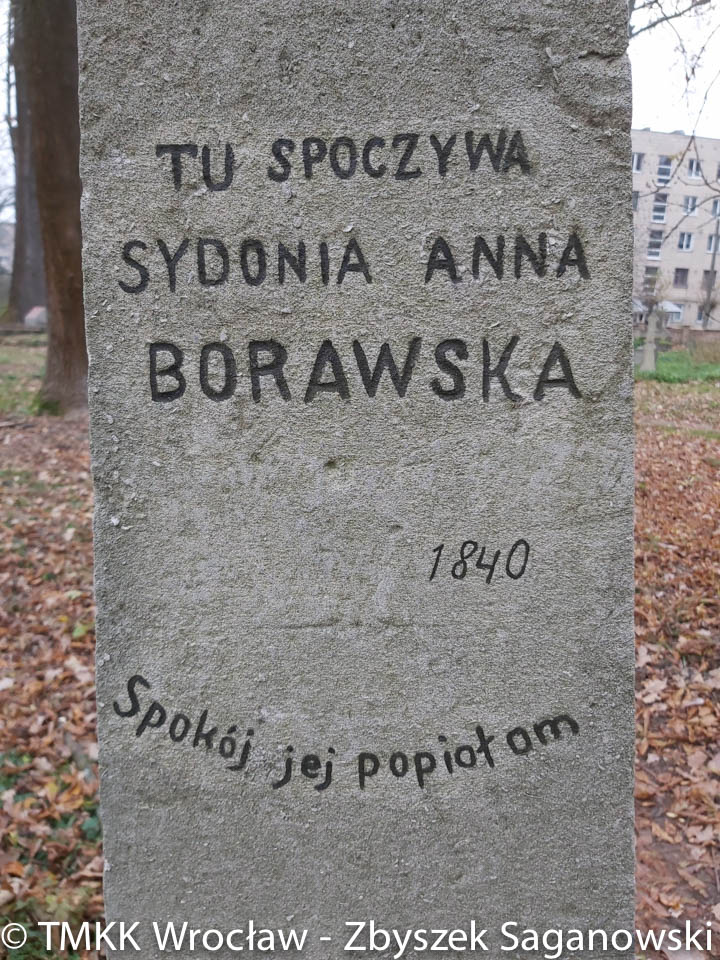 TU SPOCZYWA
SYDONIA ANNA
BORAWSKA
1840
Spokój jej popiołom
© TMKK Wrocław - Zbyszek Saganowski